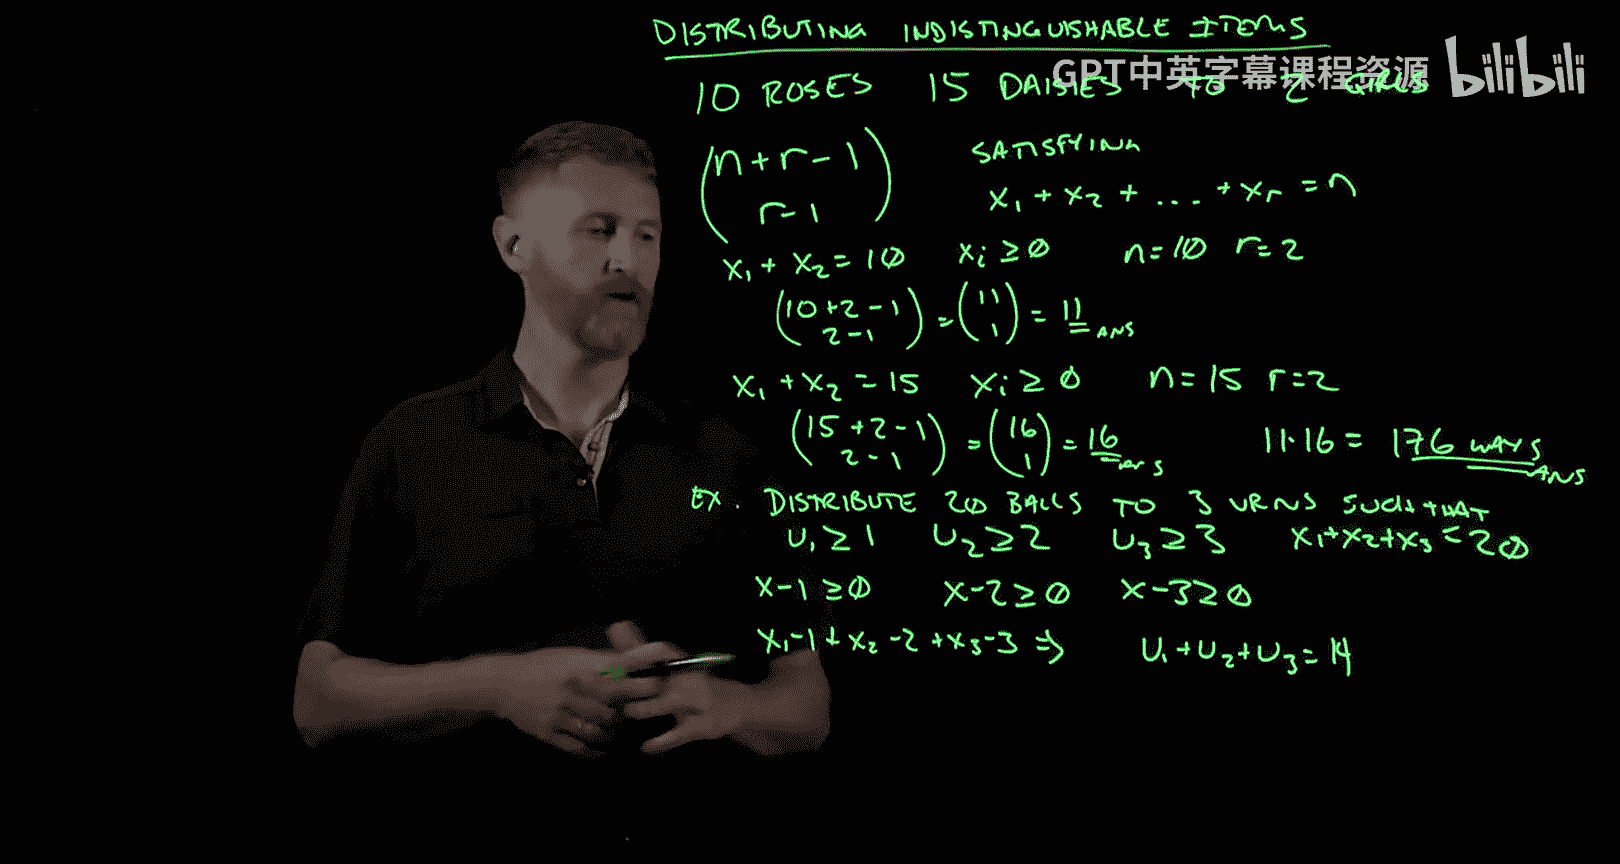 DISTRIBUTING INDISTINGUISHABLE ITEMS
GPT中英字幕课程资源 bilibili
10 ROSES 15 DAISIES TO 2 GIRLS
(n+r-1 r-1) SATISFYING
x₁ + x₂ + ... + xᵣ = n
x₁ + x₂ = 10 xᵢ ≥ 0 n=10 r=2
(10+2-1 2-1) = (11 1) = 11 ANS
x₁ + x₂ = 15 xᵢ ≥ 0 n=15 r=2
(15+2-1 2-1) = (16 1) = 16 11·16 = 176 WAYS ANS
EX. DISTRIBUTE 20 BALLS TO 3 URNS SUCH THAT
U₁≥1 U₂≥2 U₃≥3 x₁+x₂+x₃=20
x-1≥0 x-2≥0 x-3≥0
x₁-1+x₂-2+x₃-3 ⇒ U₁+U₂+U₃=14